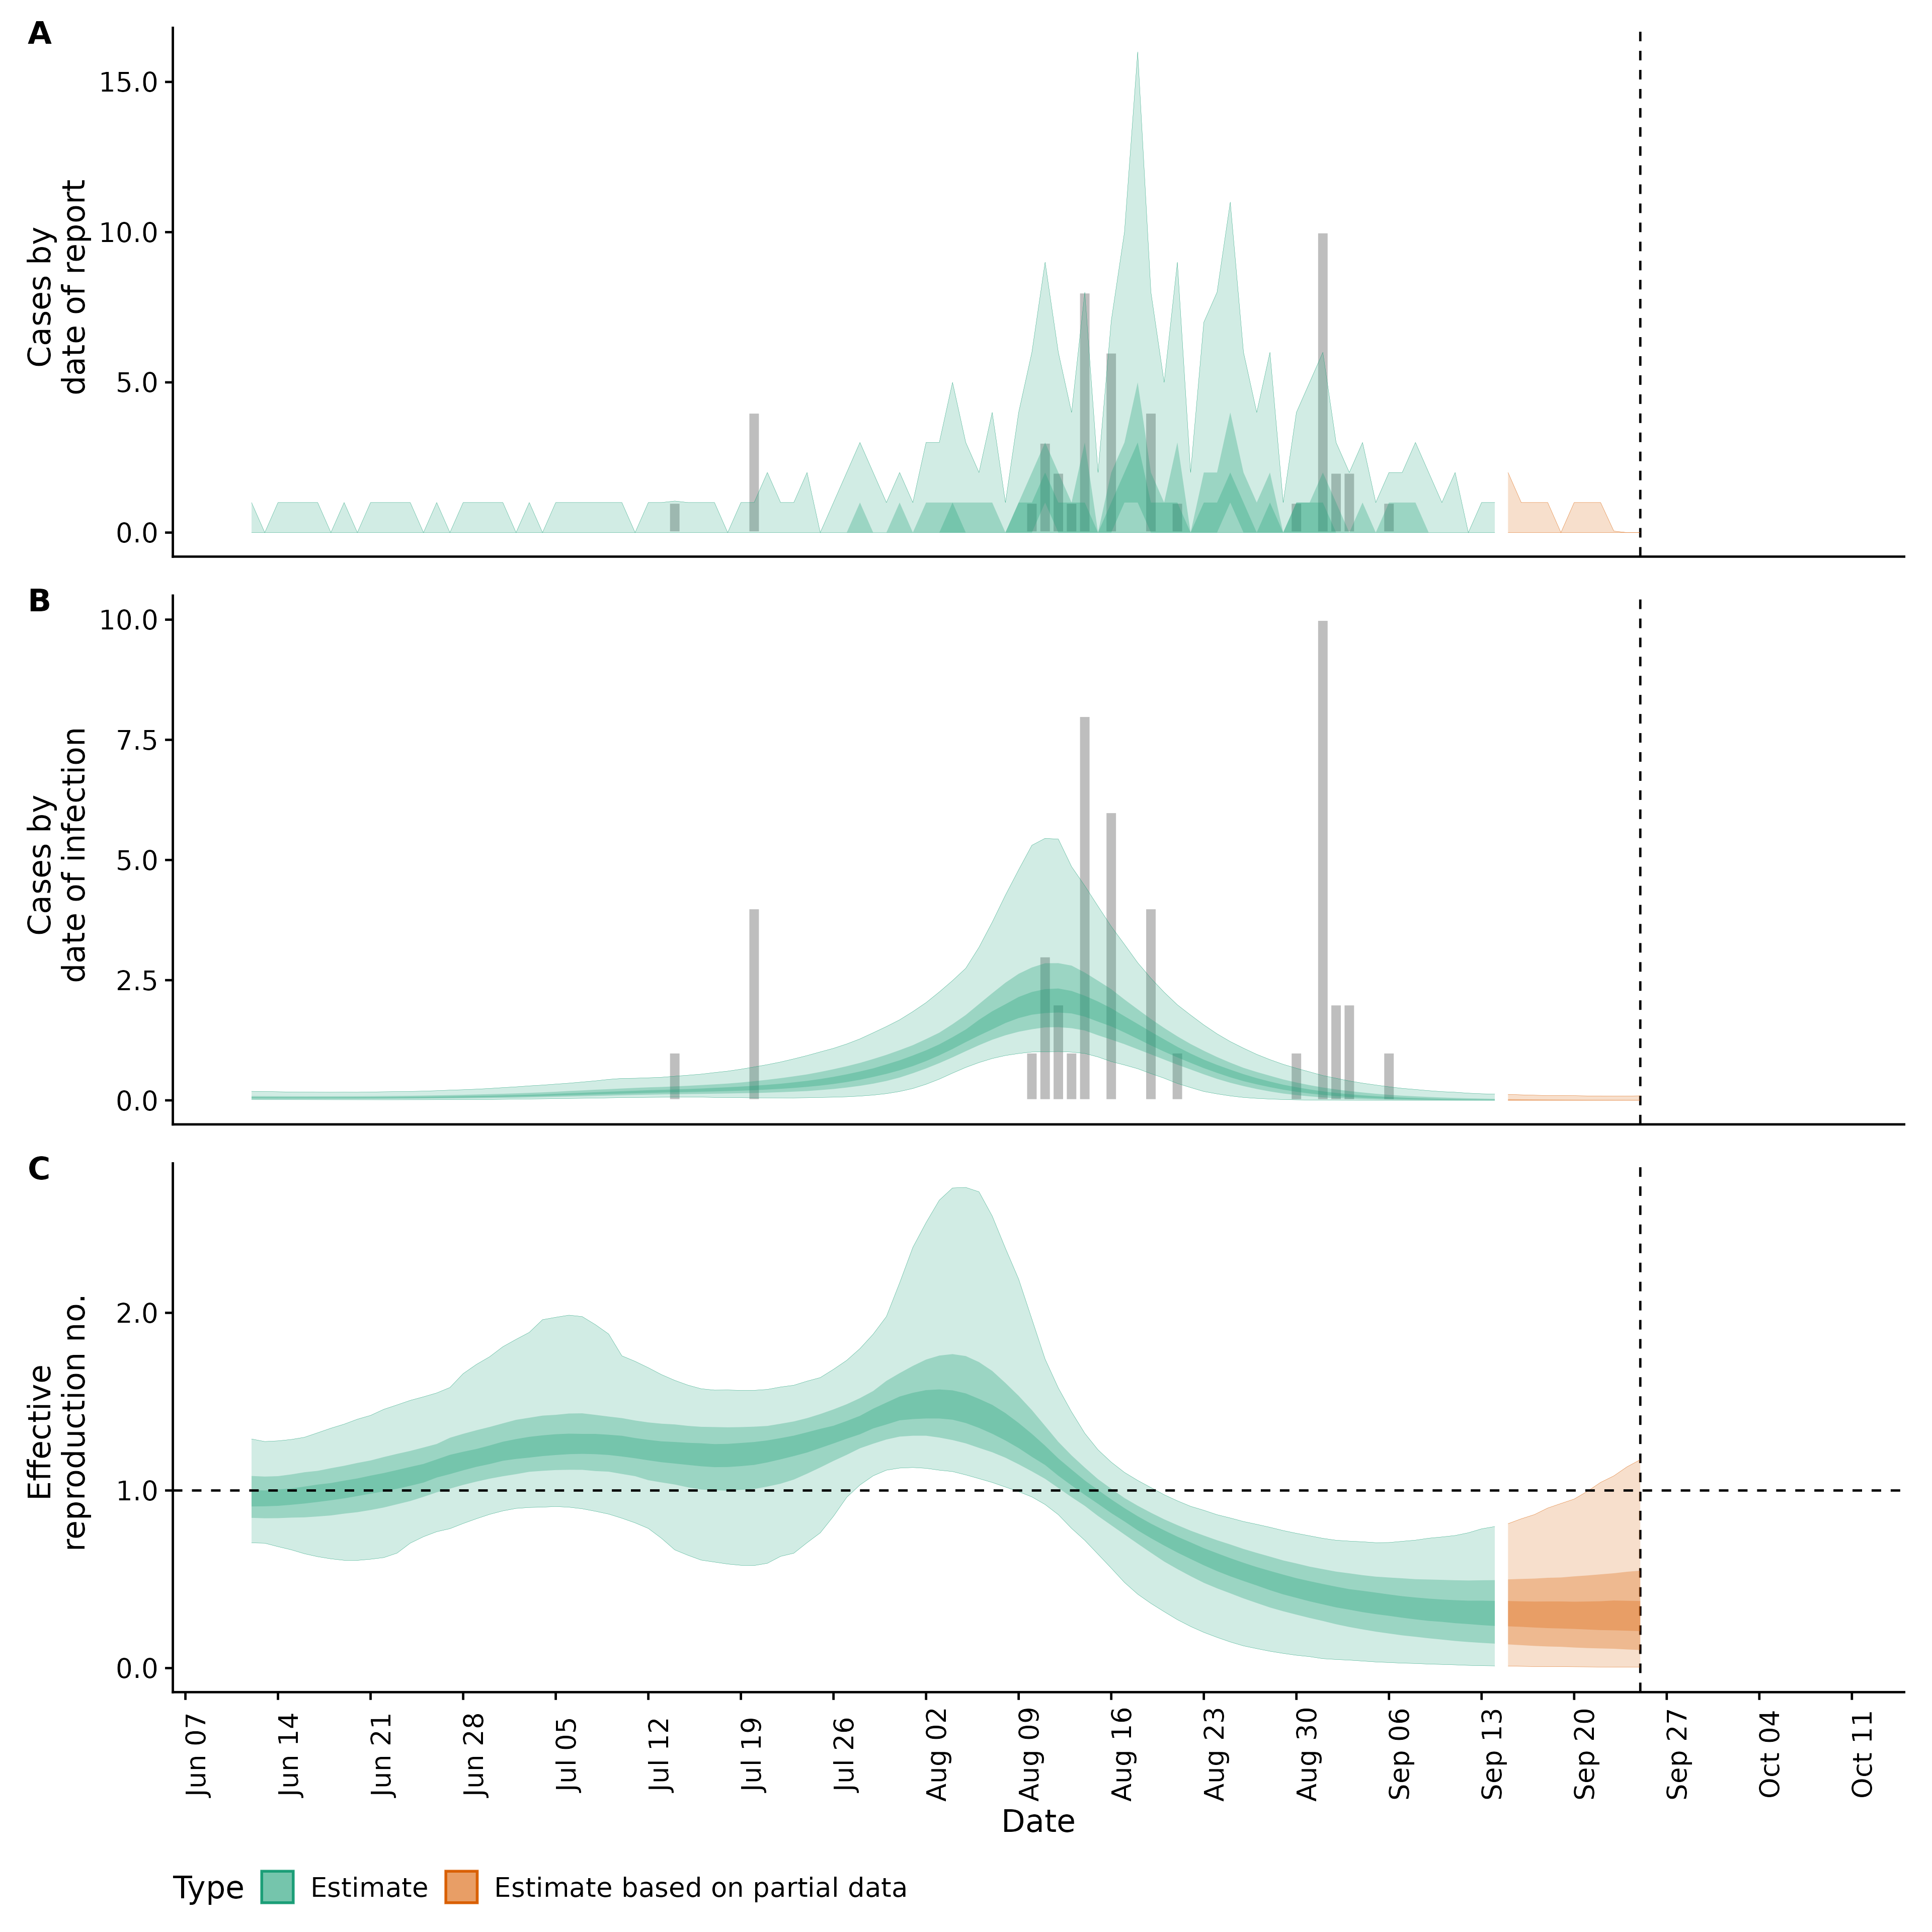 A
Cases by
date of report
15.0
10.0
5.0
0.0
B
Cases by
date of infection
10.0
7.5
5.0
2.5
0.0
C
Effective
reproduction no.
2.0
1.0
0.0
Jun 07
Jun 14
Jun 21
Jun 28
Jul 05
Jul 12
Jul 19
Jul 26
Aug 02
Aug 09
Aug 16
Aug 23
Aug 30
Sep 06
Sep 13
Sep 20
Sep 27
Oct 04
Oct 11
Date
Type Estimate Estimate based on partial data